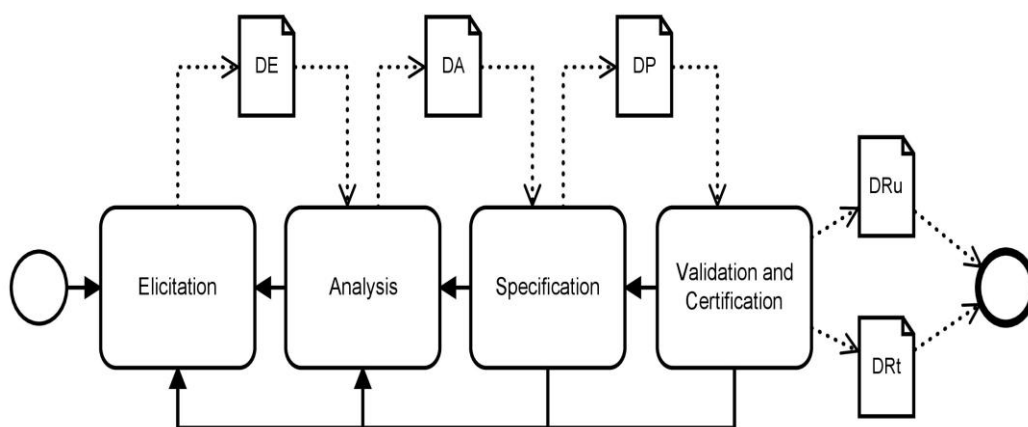 DE
DA
DP
DRu
Elicitation
Analysis
Specification
Validation and
Certification
DRt